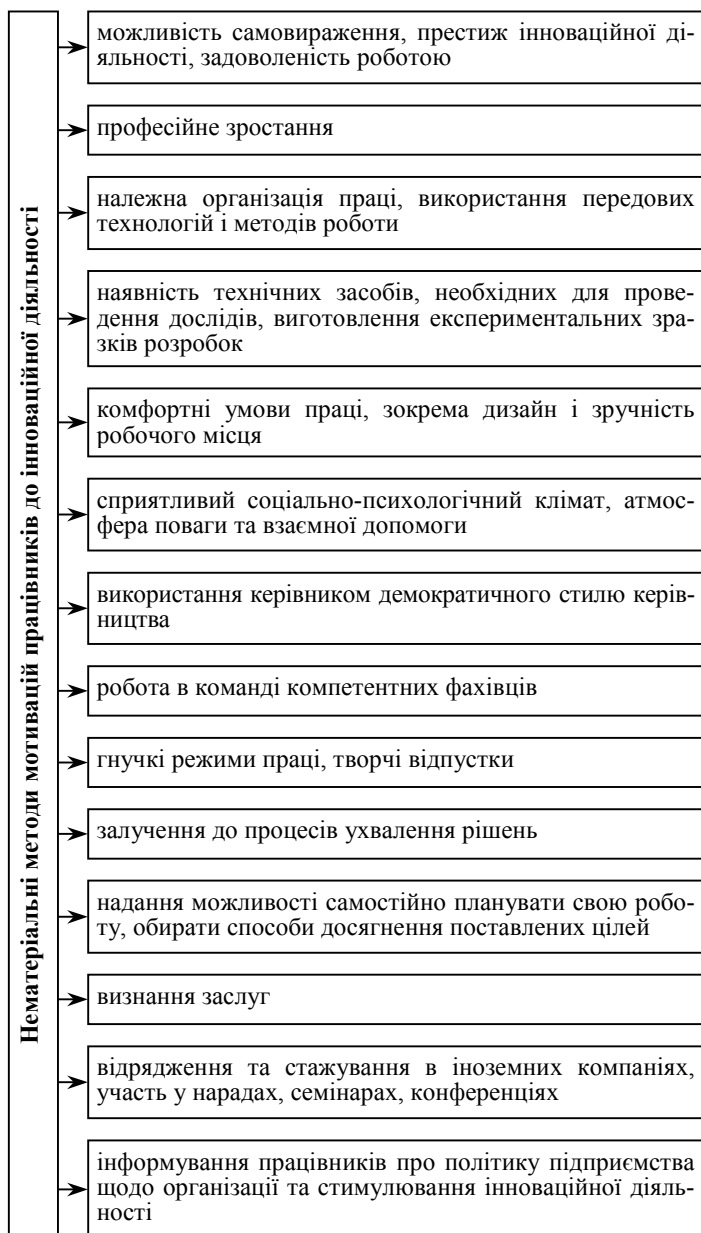 Нематеріальні методи мотивацій працівників до інноваційної діяльності
можливість самовираження, престиж інноваційної ді-
яльності, задоволеність роботою
професійне зростання
належна організація праці, використання передових
технологій і методів роботи
наявність технічних засобів, необхідних для прове-
дення дослідів, виготовлення експериментальних зра-
зків розробок
комфортні умови праці, зокрема дизайн і зручність
робочого місця
сприятливий соціально-психологічний клімат, атмос-
фера поваги та взаємної допомоги
використання керівником демократичного стилю керів-
ництва
робота в команді компетентних фахівців
гнучкі режими праці, творчі відпустки
залучення до процесів ухвалення рішень
надання можливості самостійно планувати свою робо-
ту, обирати способи досягнення поставлених цілей
визнання заслуг
відрядження та стажування в іноземних компаніях,
участь у нарадах, семінарах, конференціях
інформування працівників про політику підприємства
щодо організації та стимулювання інноваційної діяль-
ності